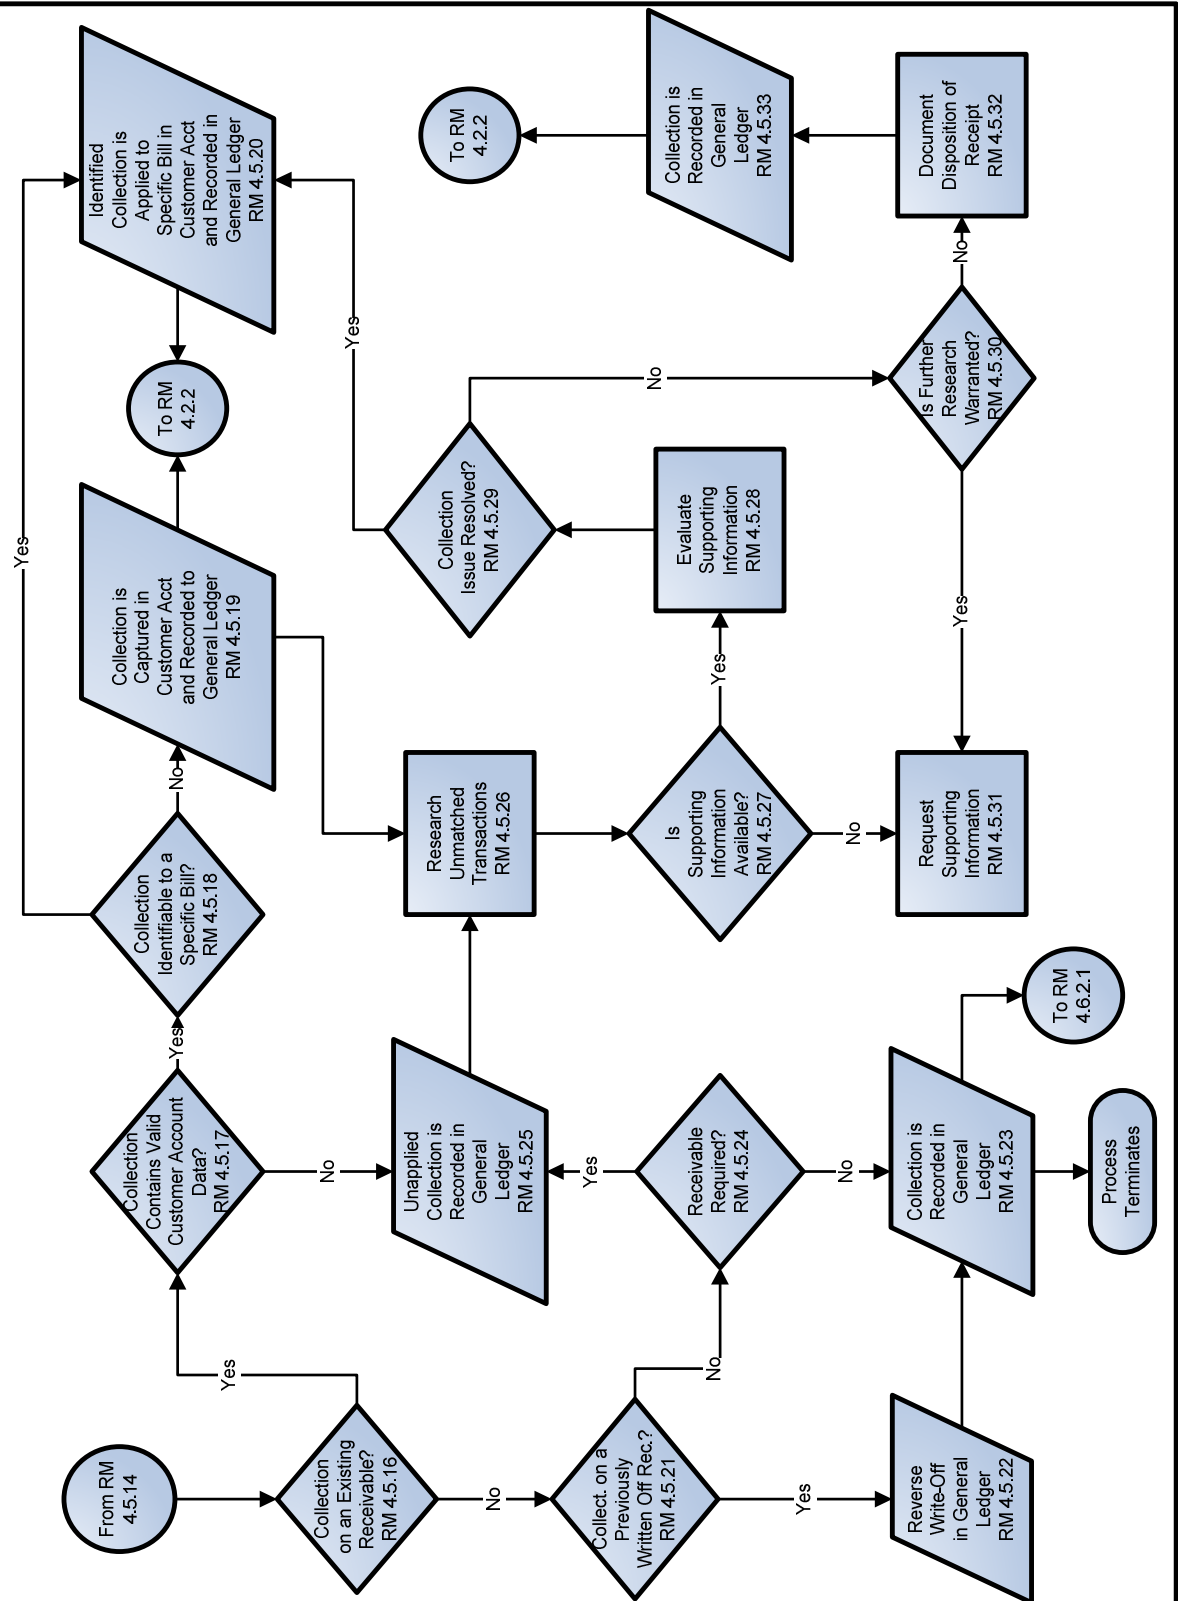 From RM
4.5.14
Collection
on an Existing
Receivable?
RM 4.5.16
Yes
No
Collection
Contains Valid
Customer Account
Data?
RM 4.5.17
Yes
No
Collection
Identifiable to a
Specific Bill?
RM 4.5.18
Yes
No
Collection is
Captured in
Customer Acct
and Recorded to
General Ledger
RM 4.5.19
To RM
4.2.2
Identified
Collection is
Applied to
Specific Bill in
Customer Acct
and Recorded in
General Ledger
RM 4.5.20
Collect. on a
Previously
Written Off Rec.?
RM 4.5.21
No
Yes
Reverse
Write-Off
in General
Ledger
RM 4.5.22
Collection is
Recorded in
General
Ledger
RM 4.5.23
Receivable
Required?
RM 4.5.24
Yes
No
Unapplied
Collection is
Recorded in
General
Ledger
RM 4.5.25
Process
Terminates
To RM
4.6.2.1
Research
Unmatched
Transactions
RM 4.5.26
Is
Supporting
Information
Available?
RM 4.5.27
Yes
No
Evaluate
Supporting
Information
RM 4.5.28
Collection
Issue Resolved?
RM 4.5.29
Yes
No
Is Further
Research
Warranted?
RM 4.5.30
Yes
No
Request
Supporting
Information
RM 4.5.31
Document
Disposition of
Receipt
RM 4.5.32
Collection is
Recorded in
General
Ledger
RM 4.5.33
To RM
4.2.2